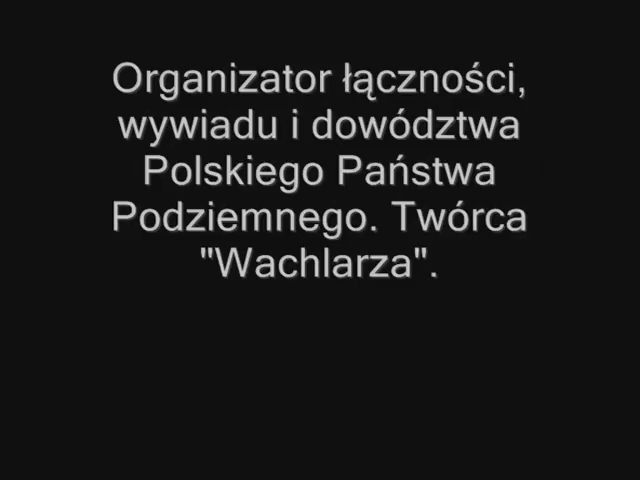 Organizator łączności,
wywiadu i dowództwa
Polskiego Państwa
Podziemnego. Twórca
"Wachlarza".